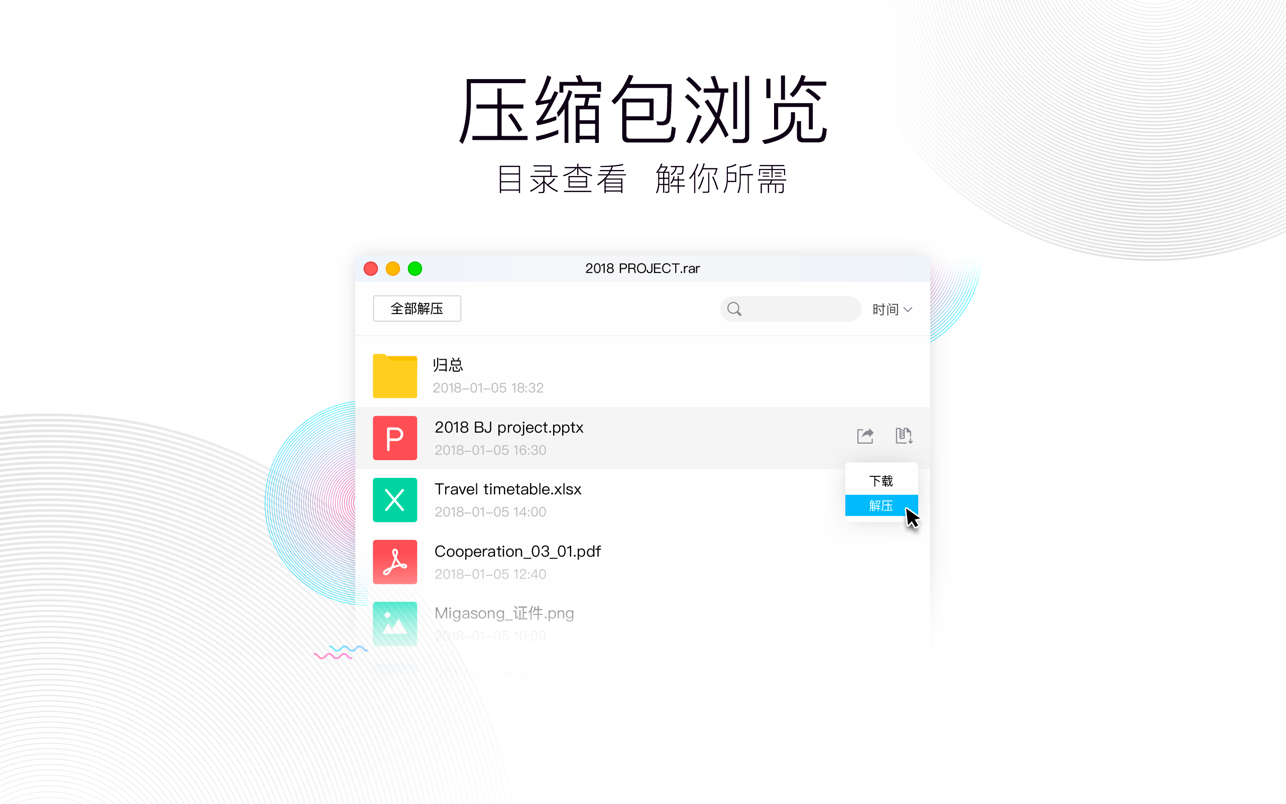 压缩包浏览
目录查看 解你所需
2018 PROJECT.rar
全部解压
时间
归总
2018-01-05 18:32
2018 BJ project.pptx
2018-01-05 16:30
下载
Travel timetable.xlsx
解压
2018-01-05 14:00
Cooperation_03_01.pdf
2018-01-05 12:40
Migasong_证件.png
2018-01-05 10:09